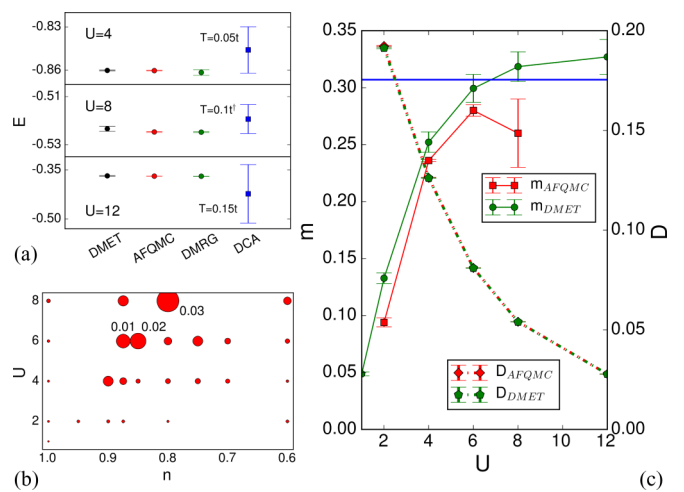 -0.83
U=4
T=0.05t
-0.86
-0.51
U=8
T=0.1t†
E
-0.53
-0.35
U=12
T=0.15t
-0.50
DMET
AFQMC
DMRG
DCA
(a)
8
0.03
0.01
0.02
6
U
4
2
1.0
0.9
0.8
0.7
0.6
n
(b)
0.35
0.20
0.30
0.25
0.15
m_AFQMC
m_DMET
0.20
m
0.10
D
0.15
0.10
0.05
D_AFQMC
D_DMET
0.05
0.00
0.00
2
4
6
8
10
12
U
(c)